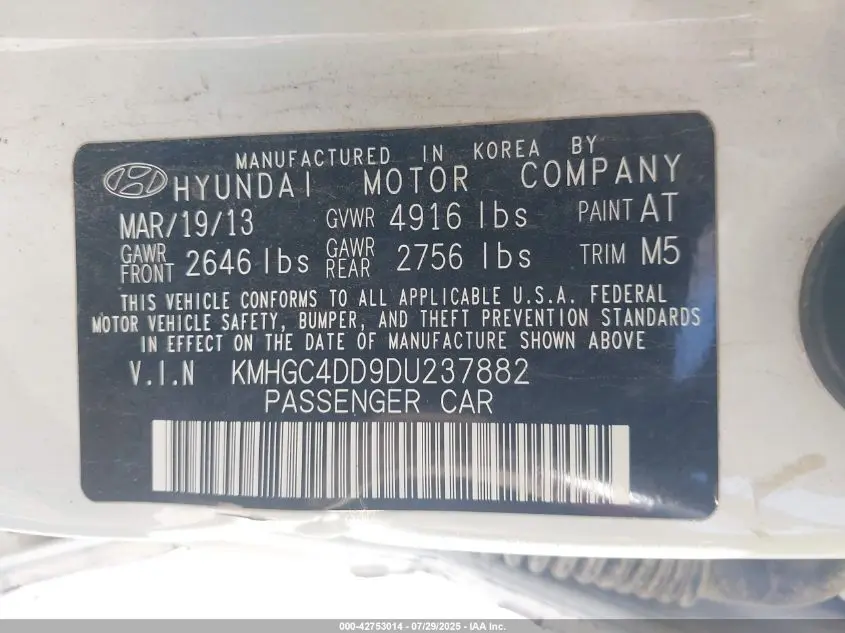 MANUFACTURED IN KOREA BY
HYUNDAI MOTOR COMPANY
MAR/19/13 GVWR 4916 lbs PAINT AT
GAWR FRONT 2646 lbs GAWR REAR 2756 lbs TRIM M5
THIS VEHICLE CONFORMS TO ALL APPLICABLE U.S.A. FEDERAL
MOTOR VEHICLE SAFETY, BUMPER, AND THEFT PREVENTION STANDARDS
IN EFFECT ON THE DATE OF MANUFACTURE SHOWN ABOVE
V.I.N KMHGC4DD9DU237882
PASSENGER CAR
000-42753014 - 07/29/2025 - IAA Inc.